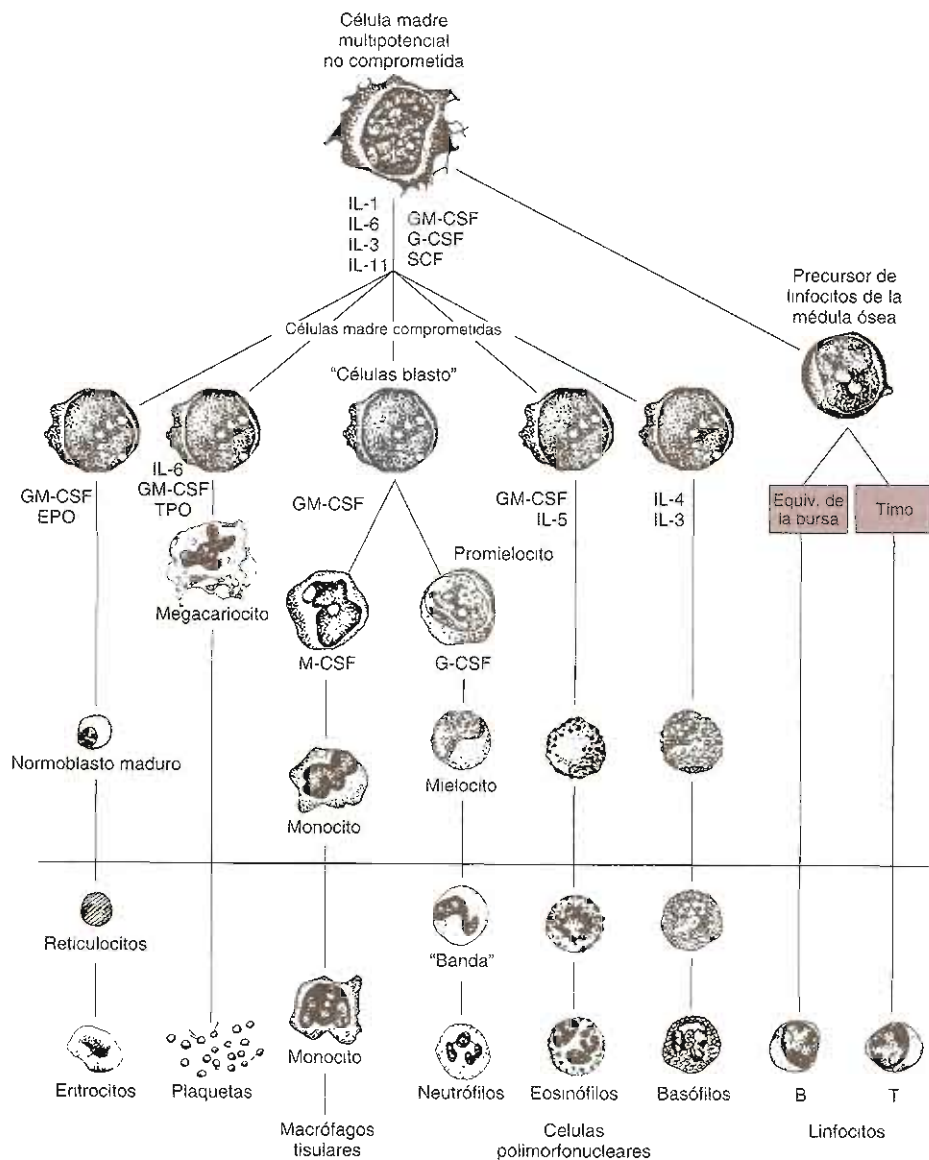 Célula madre
multipotencial
no comprometida
IL-1
IL-6
IL-3
IL-11
GM-CSF
G-CSF
SCF
Precursor de
linfocitos de la
médula ósea
Células madre comprometidas
"Células blasto"
GM-CSF
EPO
IL-6
GM-CSF
TPO
GM-CSF
GM-CSF
IL-5
IL-4
IL-3
Equiv. de
la bursa
Timo
Megacariocito
Promielocito
M-CSF
G-CSF
Normoblasto maduro
Monocito
Mielocito
Reticulocitos
"Banda"
Eritrocitos
Plaquetas
Monocito
Neutrófilos
Eosinófilos
Basófilos
B
T
Macrófagos
tisulares
Celulas
polimorfonucleares
Linfocitos